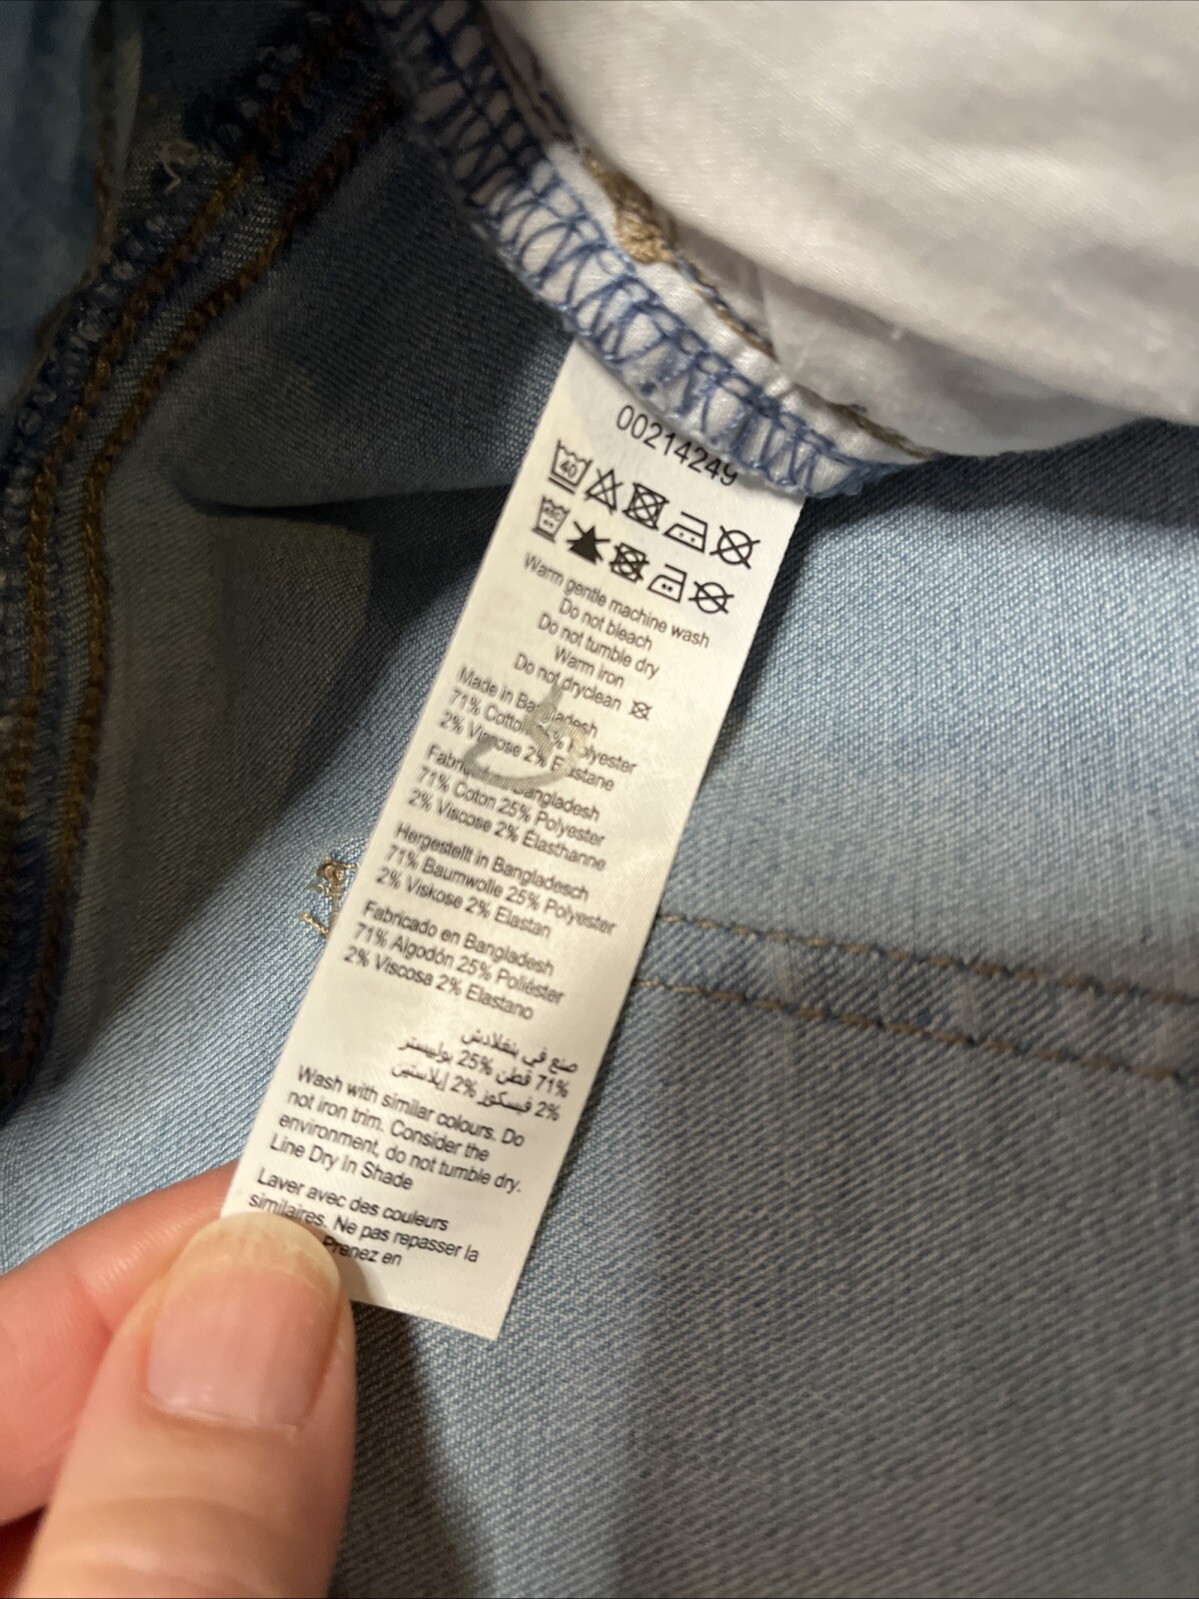 00214249
40
Warm gentle machine wash
Do not bleach
Do not tumble dry
Warm iron
Do not dryclean
Made in Bangladesh
71% Cotton 25% Polyester
2% Viscose 2% Elastane
Fabriqué Bangladesh
71% Coton 25% Polyester
2% Viscose 2% Élasthanne
Hergestellt in Bangladesch
71% Baumwolle 25% Polyester
2% Viskose 2% Elastan
Fabricado en Bangladesh
71% Algodón 25% Poliéster
2% Viscosa 2% Elastano
صنع في بنغلادش
71% قطن 25% بوليستر
2% فيسكوز 2% إيلاستين
Wash with similar colours. Do
not iron trim. Consider the
environment, do not tumble dry.
Line Dry In Shade
Laver avec des couleurs
similaires. Ne pas repasser la
Prenez en